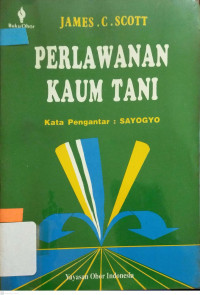 JAMES . C . SCOTT
PERLAWANAN
KAUM TANI
Kata Pengantar : SAYOGYO
Yayasan Obor Indonesia